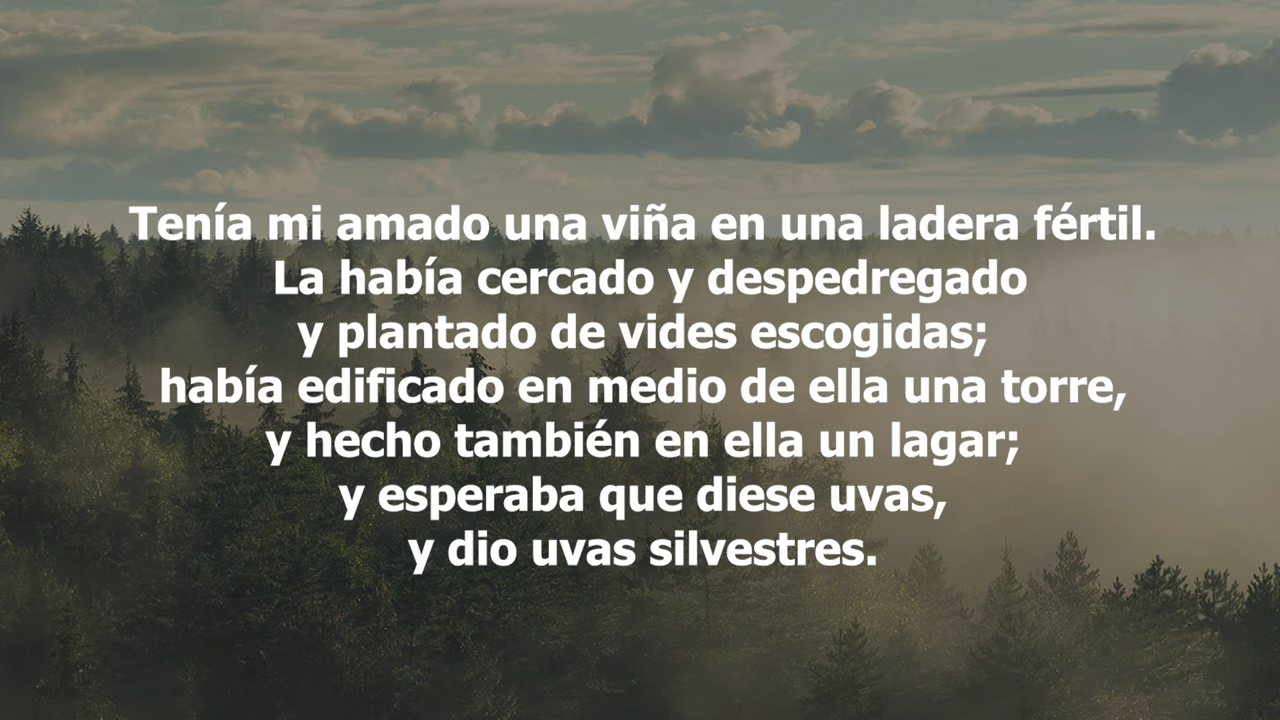 Tenía mi amado una viña en una ladera fértil.
La había cercado y despedregado
y plantado de vides escogidas;
había edificado en medio de ella una torre,
y hecho también en ella un lagar;
y esperaba que diese uvas,
y dio uvas silvestres.